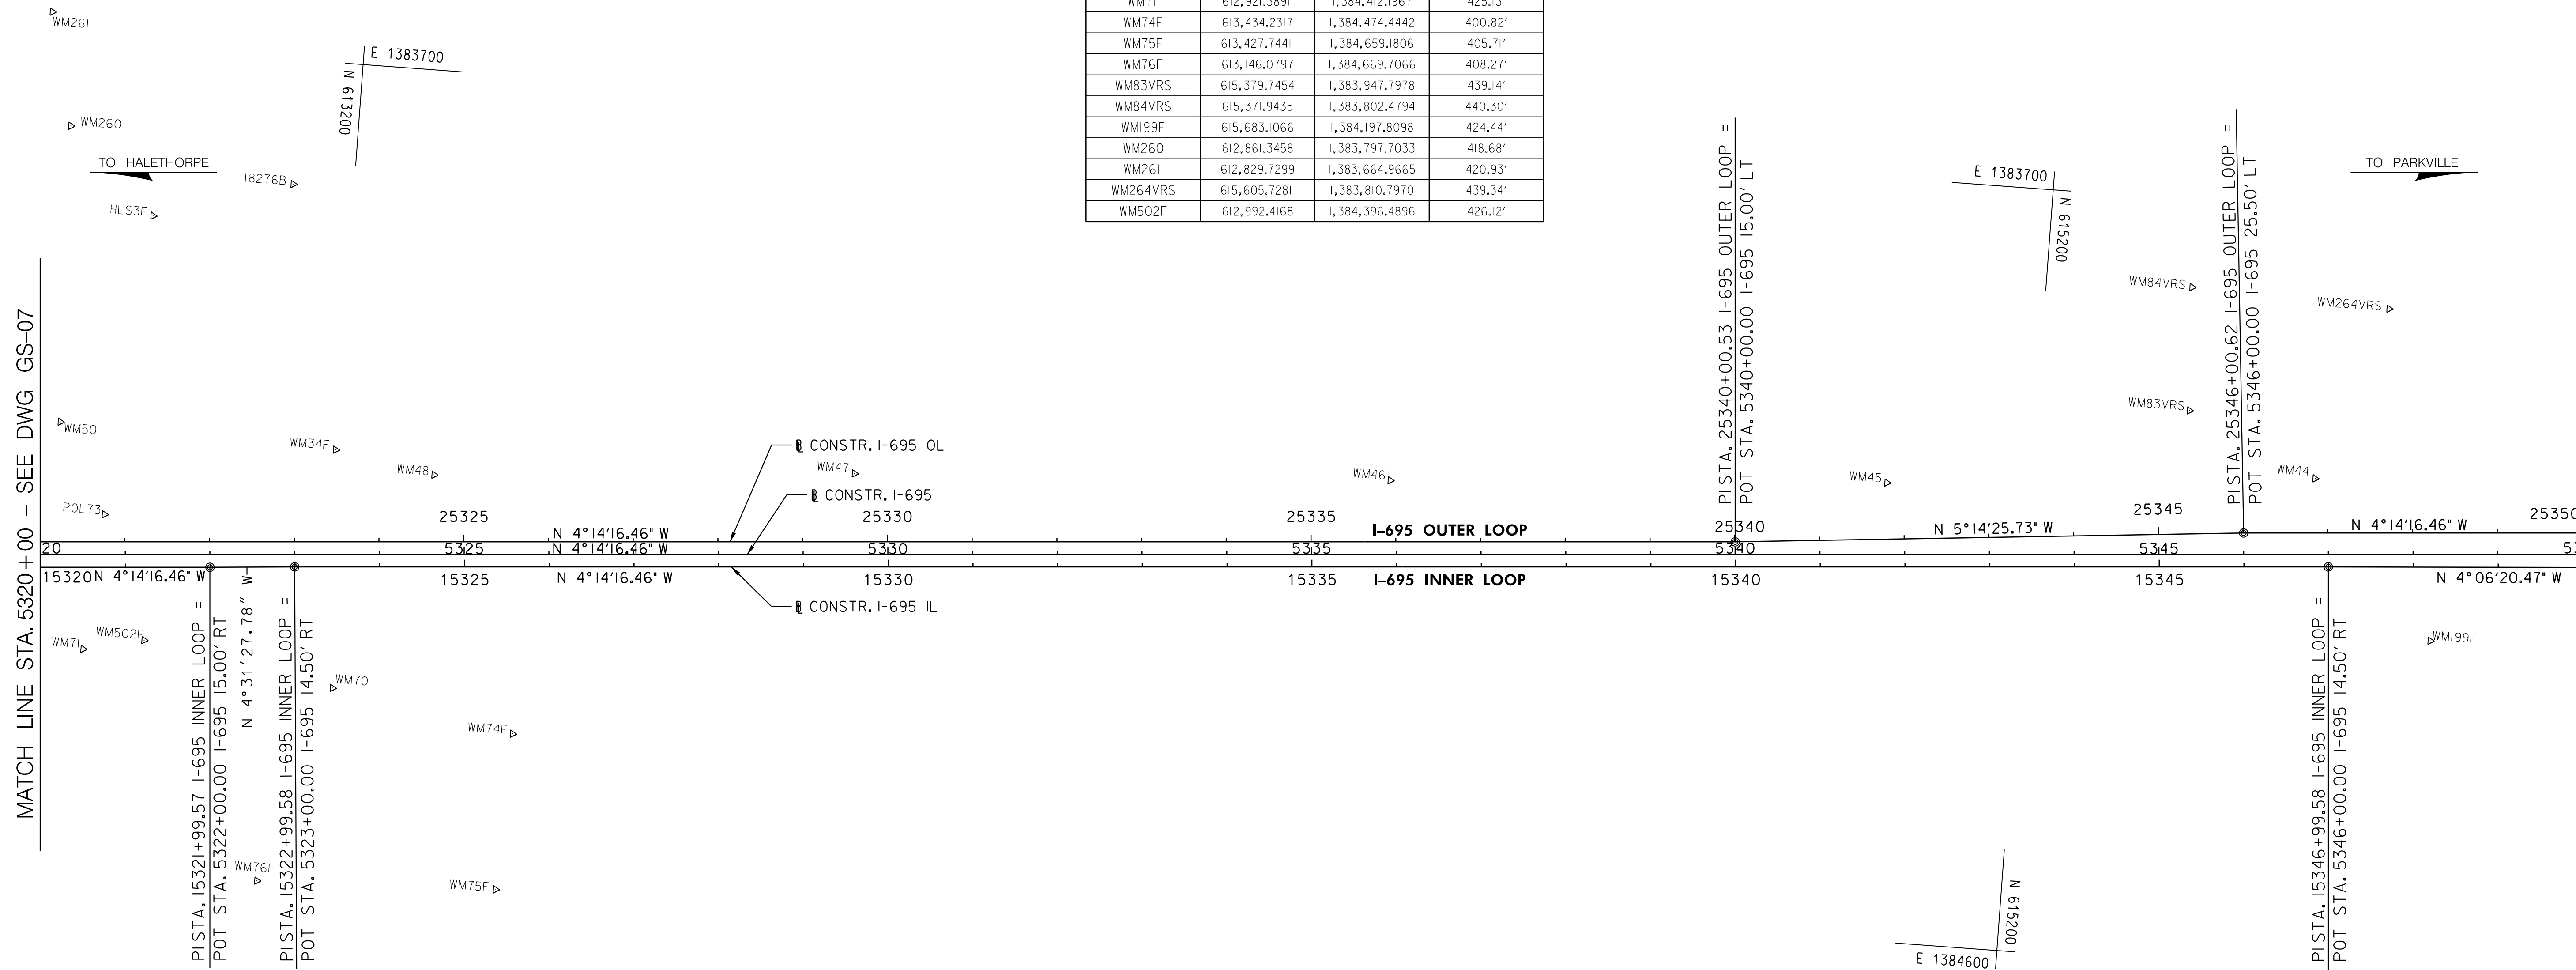 WM71 612,921.3891 1,384,412.1967 425.13'
WM74F 613,434.2317 1,384,474.4442 400.82'
WM75F 613,427.7441 1,384,659.1806 405.71'
WM76F 613,146.0797 1,384,669.7066 408.27'
WM83VRS 615,379.7454 1,383,947.7978 439.14'
WM84VRS 615,371.9435 1,383,802.4794 440.30'
WM199F 615,683.1066 1,384,197.8098 424.44'
WM260 612,861.3458 1,383,797.7033 418.68'
WM261 612,829.7299 1,383,664.9665 420.93'
WM264VRS 615,605.7281 1,383,810.7970 439.34'
WM502F 612,992.4168 1,384,396.4896 426.12'
WM261
E 1383700
N 613200
WM260
TO HALETHORPE
18276B
HLS3F
E 1383700
N 615200
TO PARKVILLE
WM84VRS
WM264VRS
WM83VRS
PI STA. 25340+00.53 I-695 OUTER LOOP =
POT STA. 5340+00.00 I-695 15.00' LT
PI STA. 25346+00.62 I-695 OUTER LOOP =
POT STA. 5346+00.00 I-695 25.50' LT
MATCH LINE STA. 5320+00 - SEE DWG GS-07
WM50
WM34F
WM48
POL73
CONSTR. I-695 OL
WM47
WM46
WM45
WM44
CONSTR. I-695
25325
25330
25335
25340
25345
25350
N 4°14'16.46" W
I-695 OUTER LOOP
N 5°14'25.73" W
N 4°14'16.46" W
20
5325
N 4°14'16.46" W
5330
5335
5340
5345
15320
N 4°14'16.46" W
15325
N 4°14'16.46" W
15330
15335
I-695 INNER LOOP
15340
15345
N 4°06'20.47" W
CONSTR. I-695 IL
WM71
WM502F
PI STA. 15321+99.57 I-695 INNER LOOP =
POT STA. 5322+00.00 I-695 15.00' RT
N 4°31'27.78" W
PI STA. 15322+99.58 I-695 INNER LOOP =
POT STA. 5323+00.00 I-695 14.50' RT
WM70
WM74F
WM76F
WM75F
PI STA. 15346+99.58 I-695 INNER LOOP =
POT STA. 5346+00.00 I-695 14.50' RT
WM199F
N 615200
E 1384600